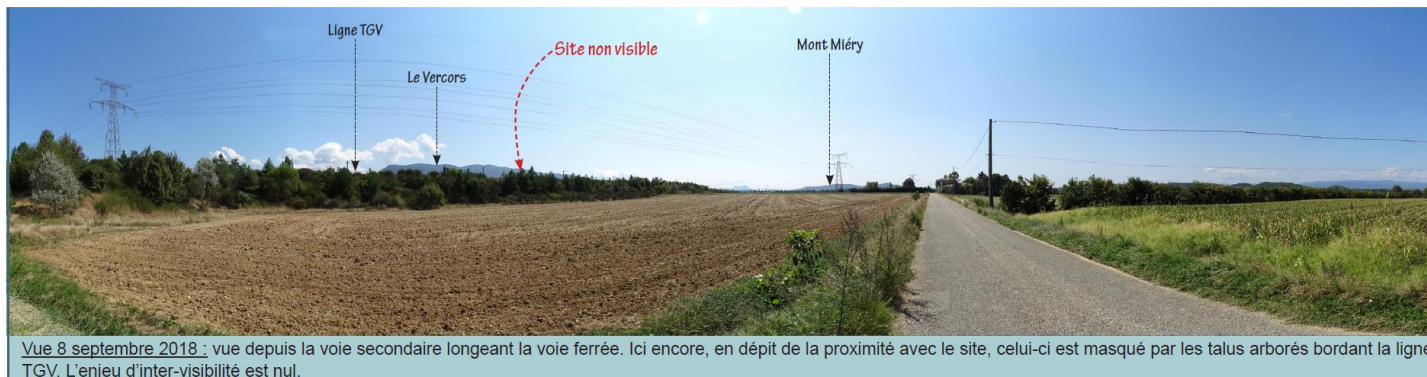 Ligne TGV
Le Vercors
Site non visible
Mont Miéry
Vue 8 septembre 2018 : vue depuis la voie secondaire longeant la voie ferrée. Ici encore, en dépit de la proximité avec le site, celui-ci est masqué par les talus arborés bordant la ligne
TGV. L'enjeu d'inter-visibilité est nul.